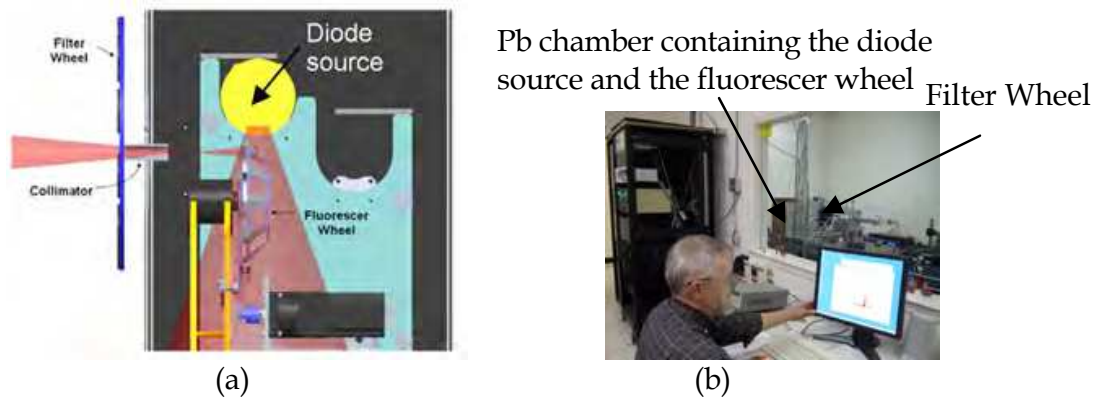 Filter
Wheel
Diode
source
Collimator
Fluorescer
Wheel
(a)
Pb chamber containing the diode
source and the fluorescer wheel
Filter Wheel
(b)